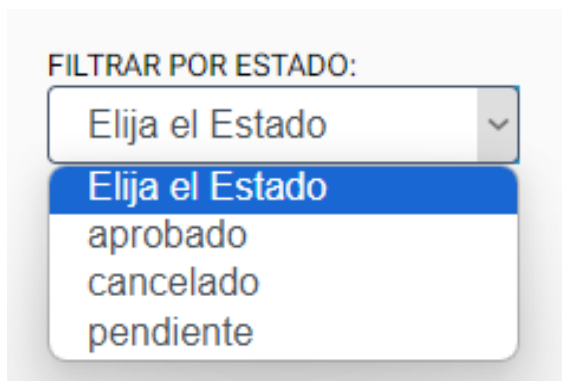 FILTRAR POR ESTADO:
Elija el Estado
Elija el Estado
aprobado
cancelado
pendiente